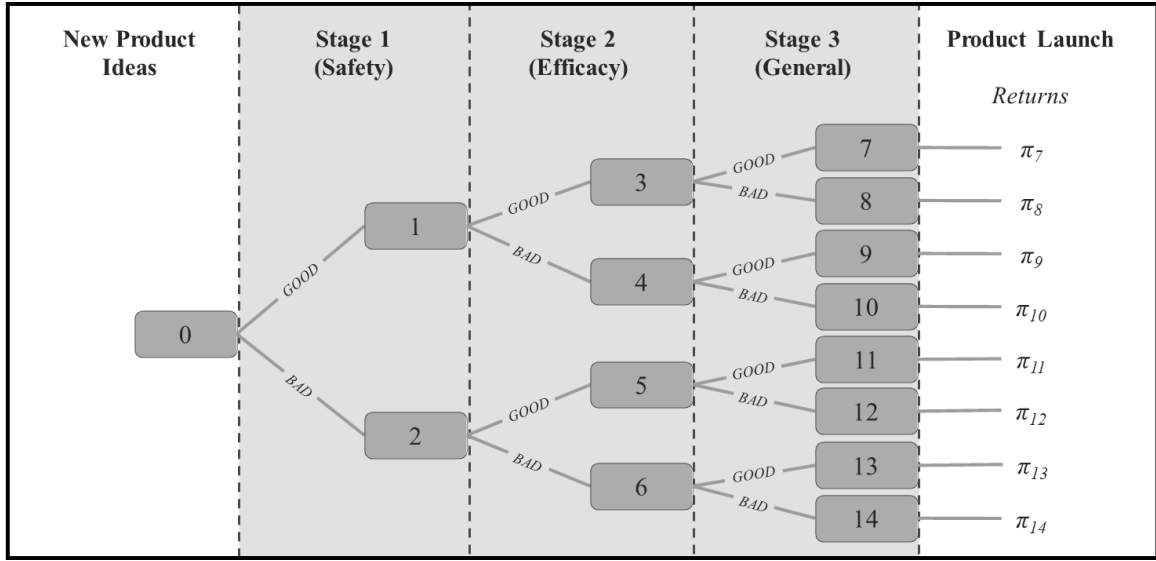 New Product
Ideas
Stage 1
(Safety)
Stage 2
(Efficacy)
Stage 3
(General)
Product Launch
Returns
0
GOOD
BAD
1
2
GOOD
BAD
GOOD
BAD
3
4
5
6
GOOD
BAD
GOOD
BAD
GOOD
BAD
GOOD
BAD
7
8
9
10
11
12
13
14
π7
π8
π9
π10
π11
π12
π13
π14